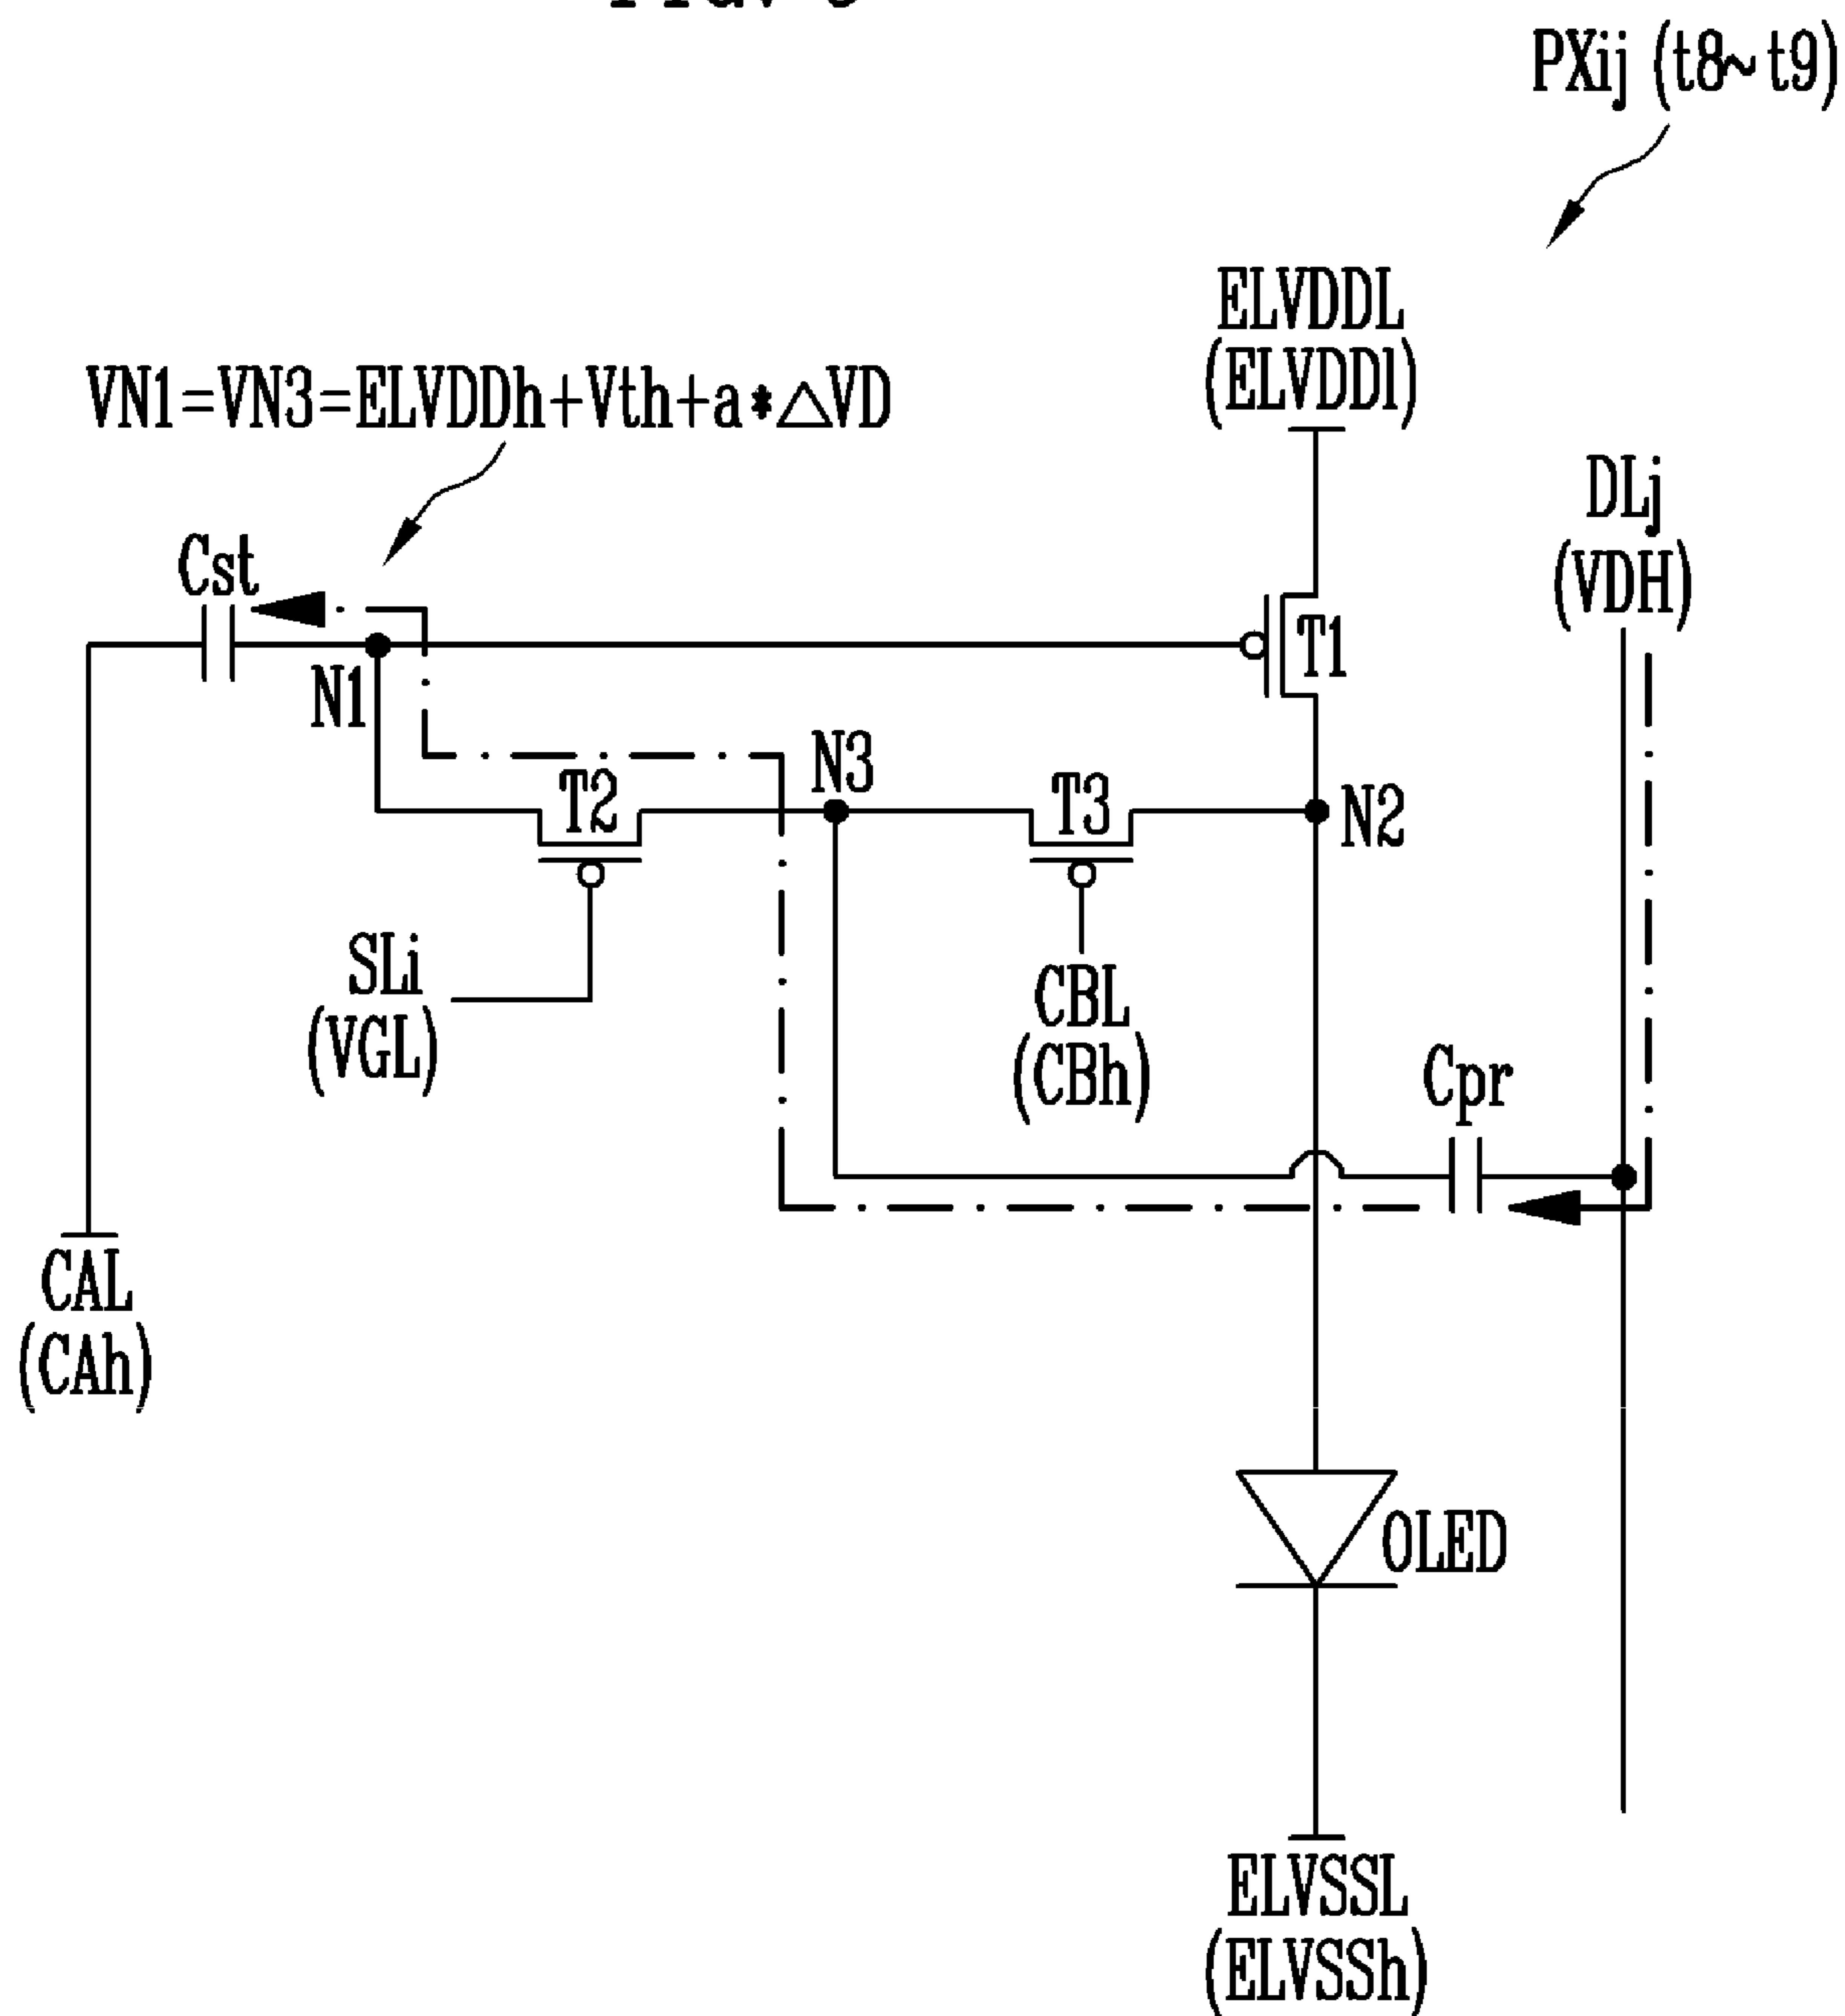 PXij (t8~t9)
ELVDDL
(ELVDDl)
VN1=VN3=ELVDDh+Vth+a*△VD
DLj
(VDH)
Cst
T1
N1
N3
T2
T3
N2
SLi
(VGL)
CBL
(CBh)
Cpr
CAL
(CAh)
OLED
ELVSSL
(ELVSSh)